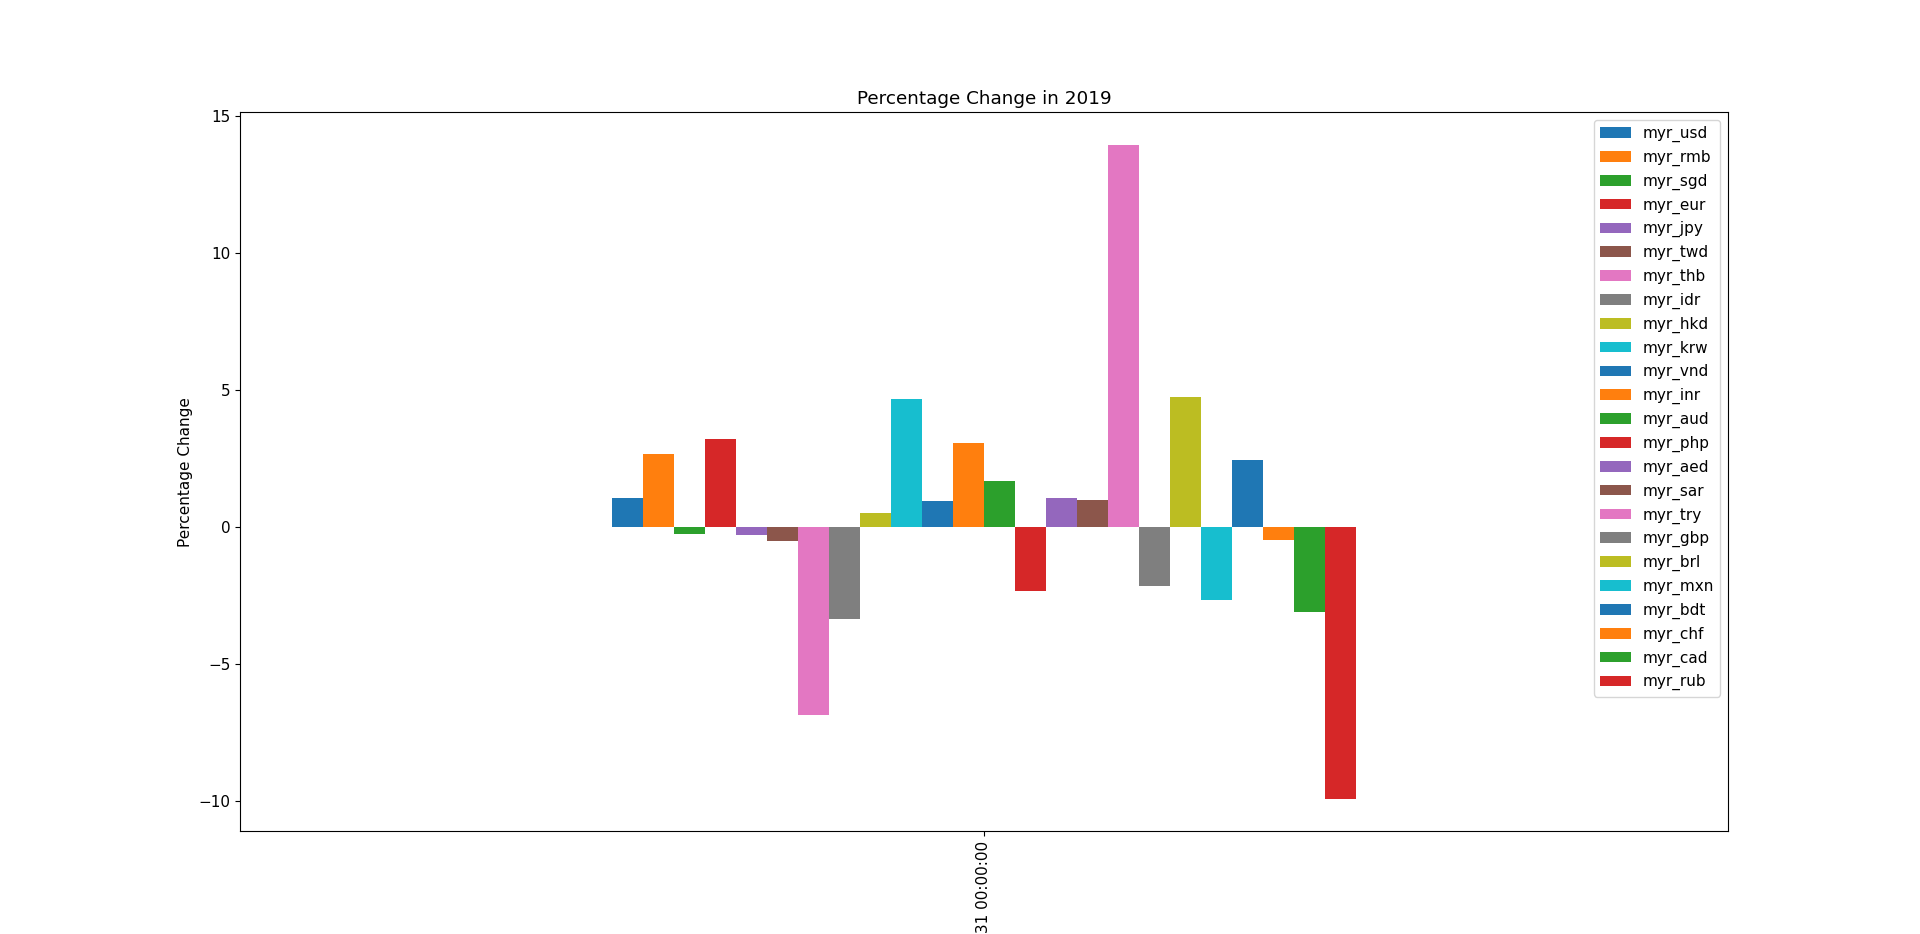 Percentage Change in 2019
Percentage Change
15
10
5
0
−5
−10
31 00:00:00
myr_usd
myr_rmb
myr_sgd
myr_eur
myr_jpy
myr_twd
myr_thb
myr_idr
myr_hkd
myr_krw
myr_vnd
myr_inr
myr_aud
myr_php
myr_aed
myr_sar
myr_try
myr_gbp
myr_brl
myr_mxn
myr_bdt
myr_chf
myr_cad
myr_rub